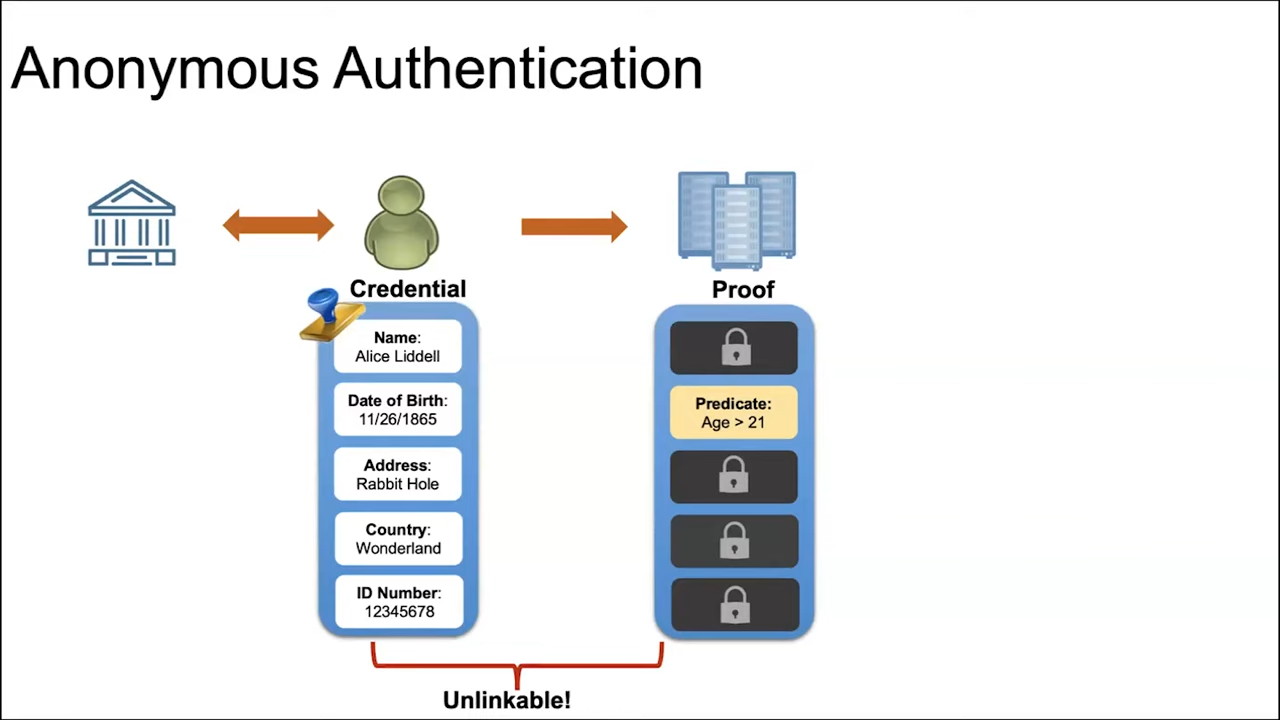 Anonymous Authentication
Credential
Name:
Alice Liddell
Date of Birth:
11/26/1865
Address:
Rabbit Hole
Country:
Wonderland
ID Number:
12345678
Proof
Predicate:
Age > 21
Unlinkable!